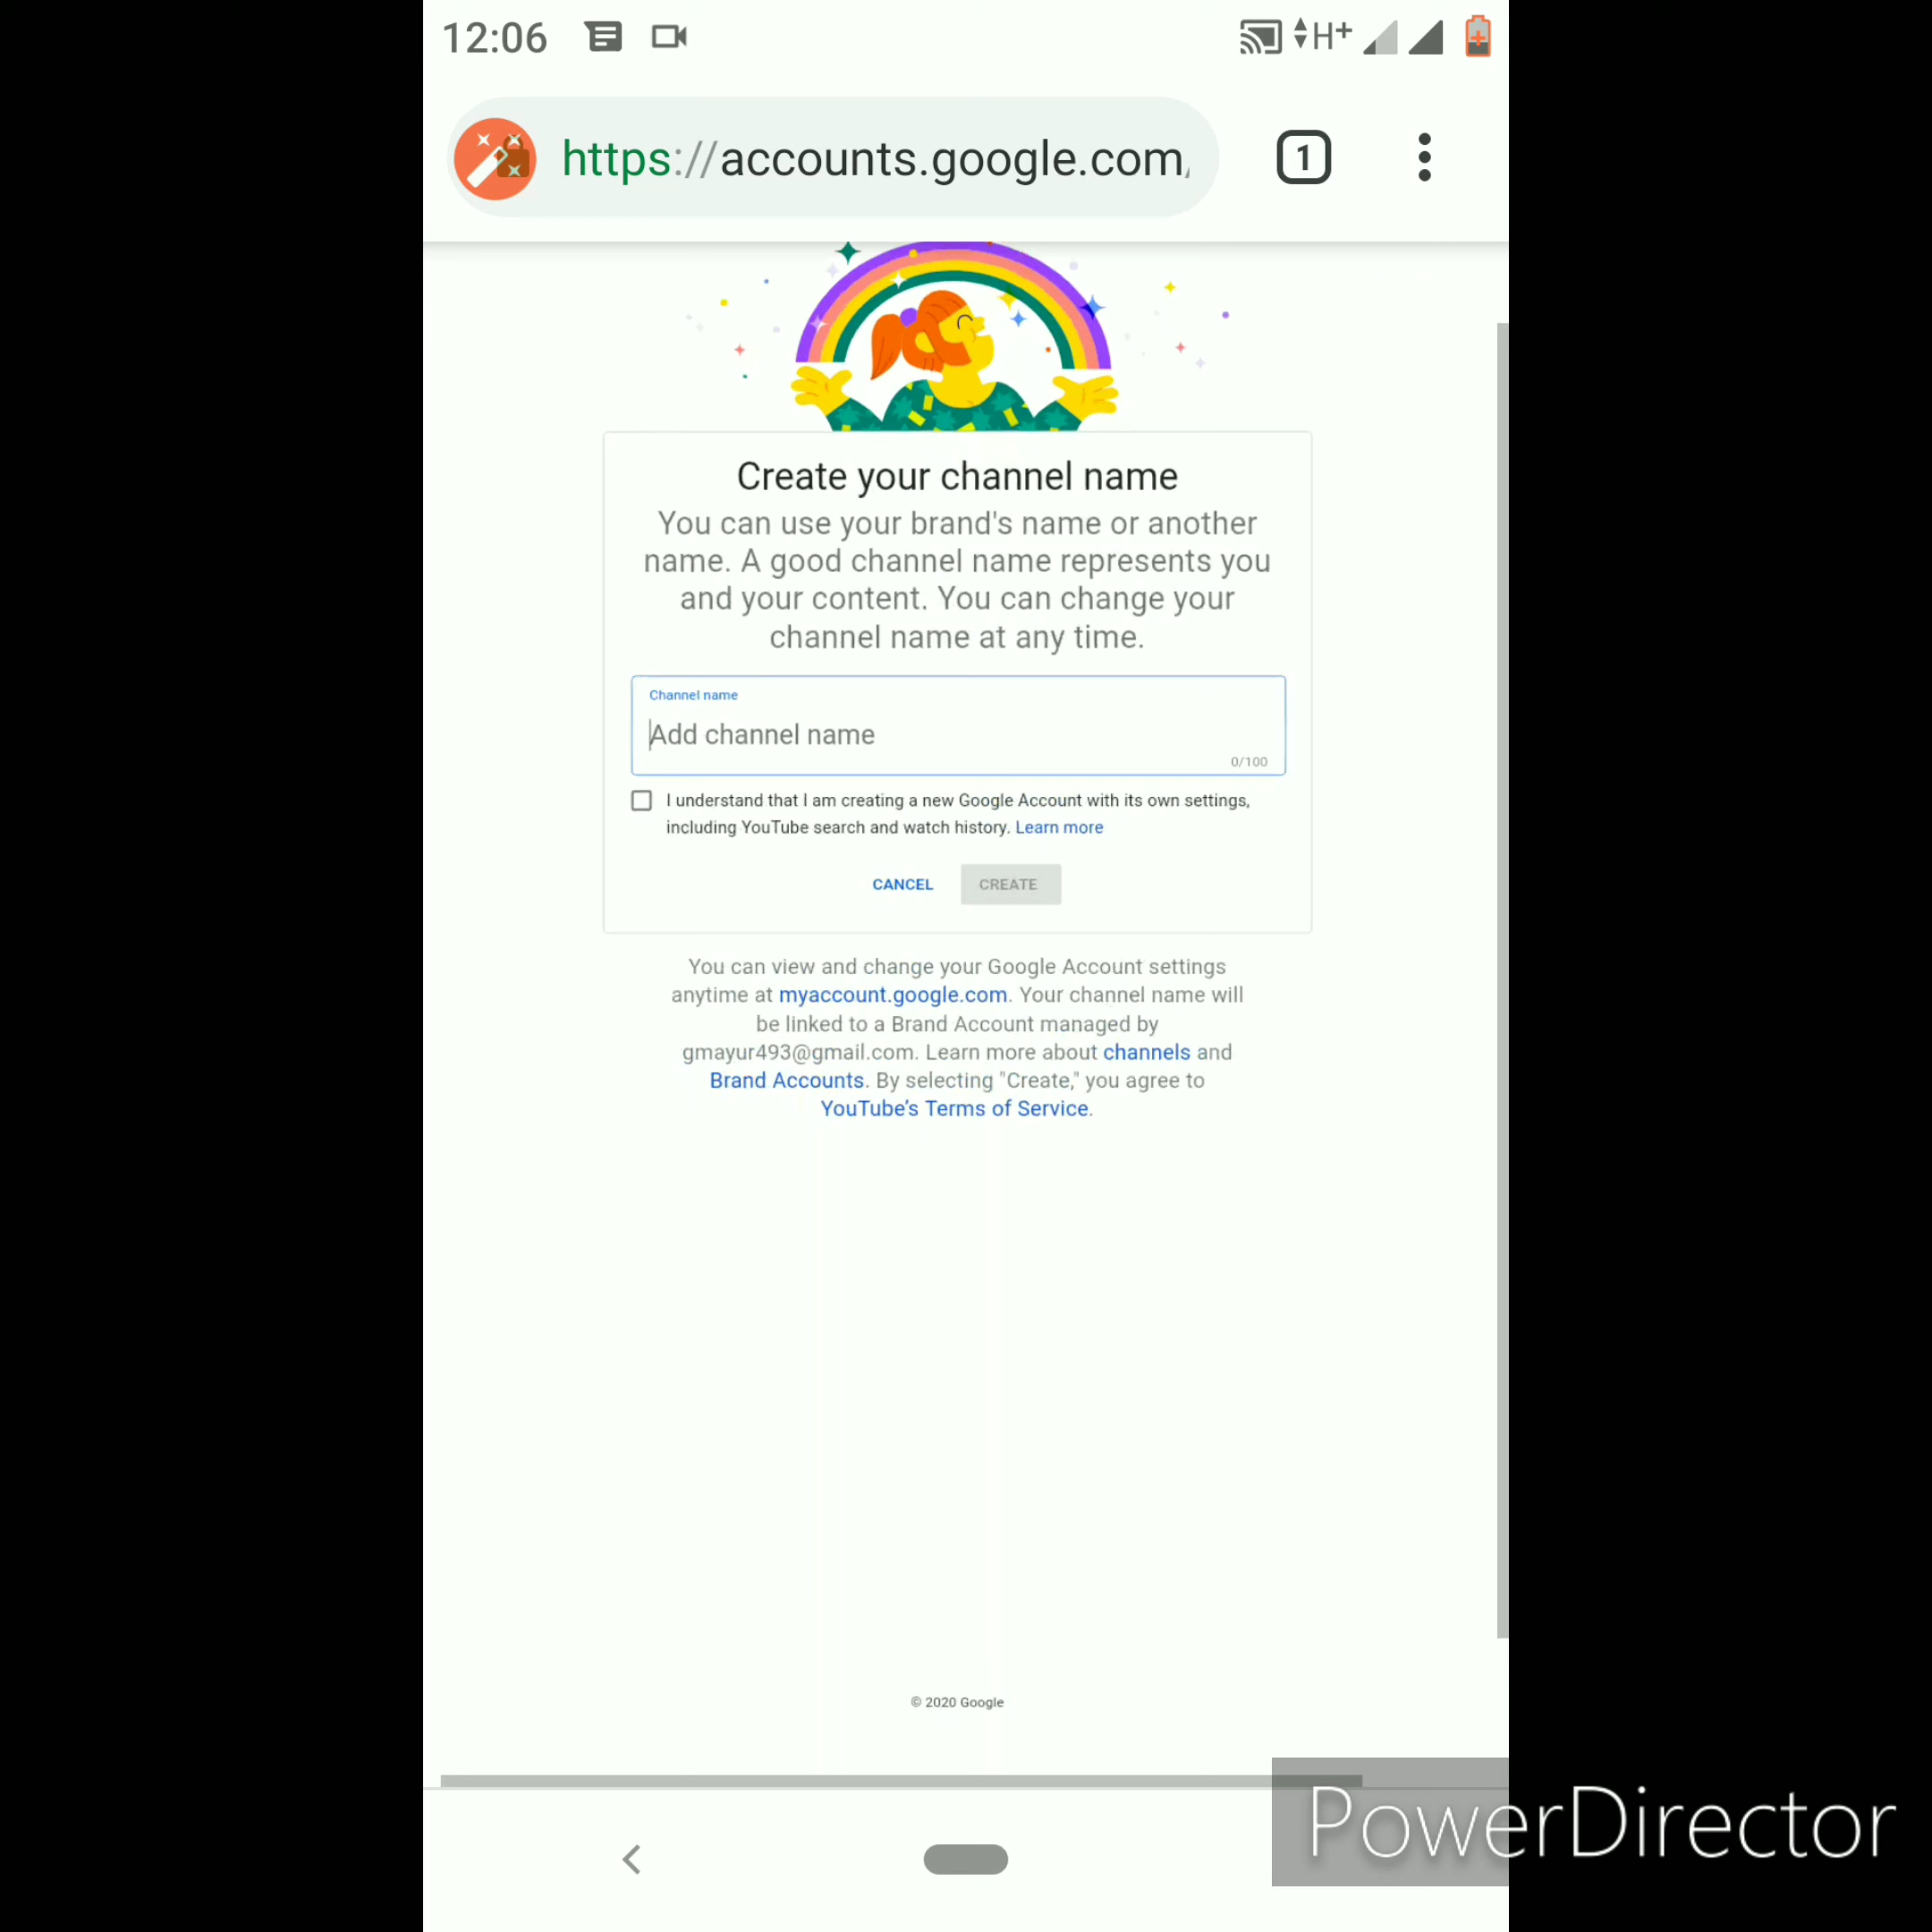 12:06
H+
https://accounts.google.com/
1
Create your channel name
You can use your brand's name or another
name. A good channel name represents you
and your content. You can change your
channel name at any time.
Channel name
Add channel name
0/100
I understand that I am creating a new Google Account with its own settings,
including YouTube search and watch history. Learn more
CANCEL CREATE
You can view and change your Google Account settings
anytime at myaccount.google.com. Your channel name will
be linked to a Brand Account managed by
gmayur493@gmail.com. Learn more about channels and
Brand Accounts. By selecting "Create," you agree to
YouTube's Terms of Service.
© 2020 Google
PowerDirector